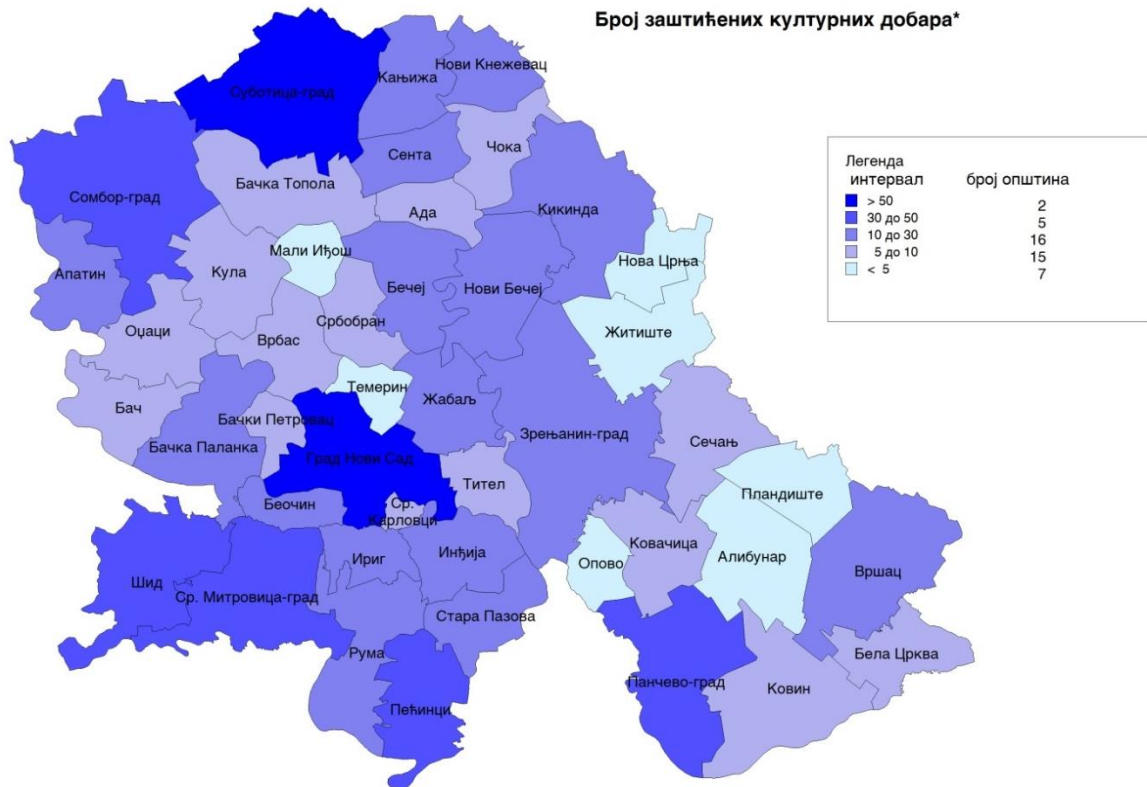 Број заштићених културних добара*
Суботица-град
Кањижа
Нови Кнежевац
Сента
Чока
Сомбор-град
Бачка Топола
Ада
Кикинда
Апатин
Кула
Мали Иђош
Бечеј
Нови Бечеј
Нова Црња
Оџаци
Врбас
Србобран
Житиште
Бач
Темерин
Жабаљ
Бачки Петровац
Бачка Паланка
Зрењанин-град
Сечањ
Град Нови Сад
Тител
Пландиште
Беочин
Ср.
Карловци
Ковачица
Алибунар
Опово
Вршац
Шид
Ср. Митровица-град
Ириг
Инђија
Стара Пазова
Рума
Пећинци
Панчево-град
Ковин
Бела Црква
Легенда
интервал број општина
> 50 2
30 до 50 5
10 до 30 16
5 до 10 15
< 5 7